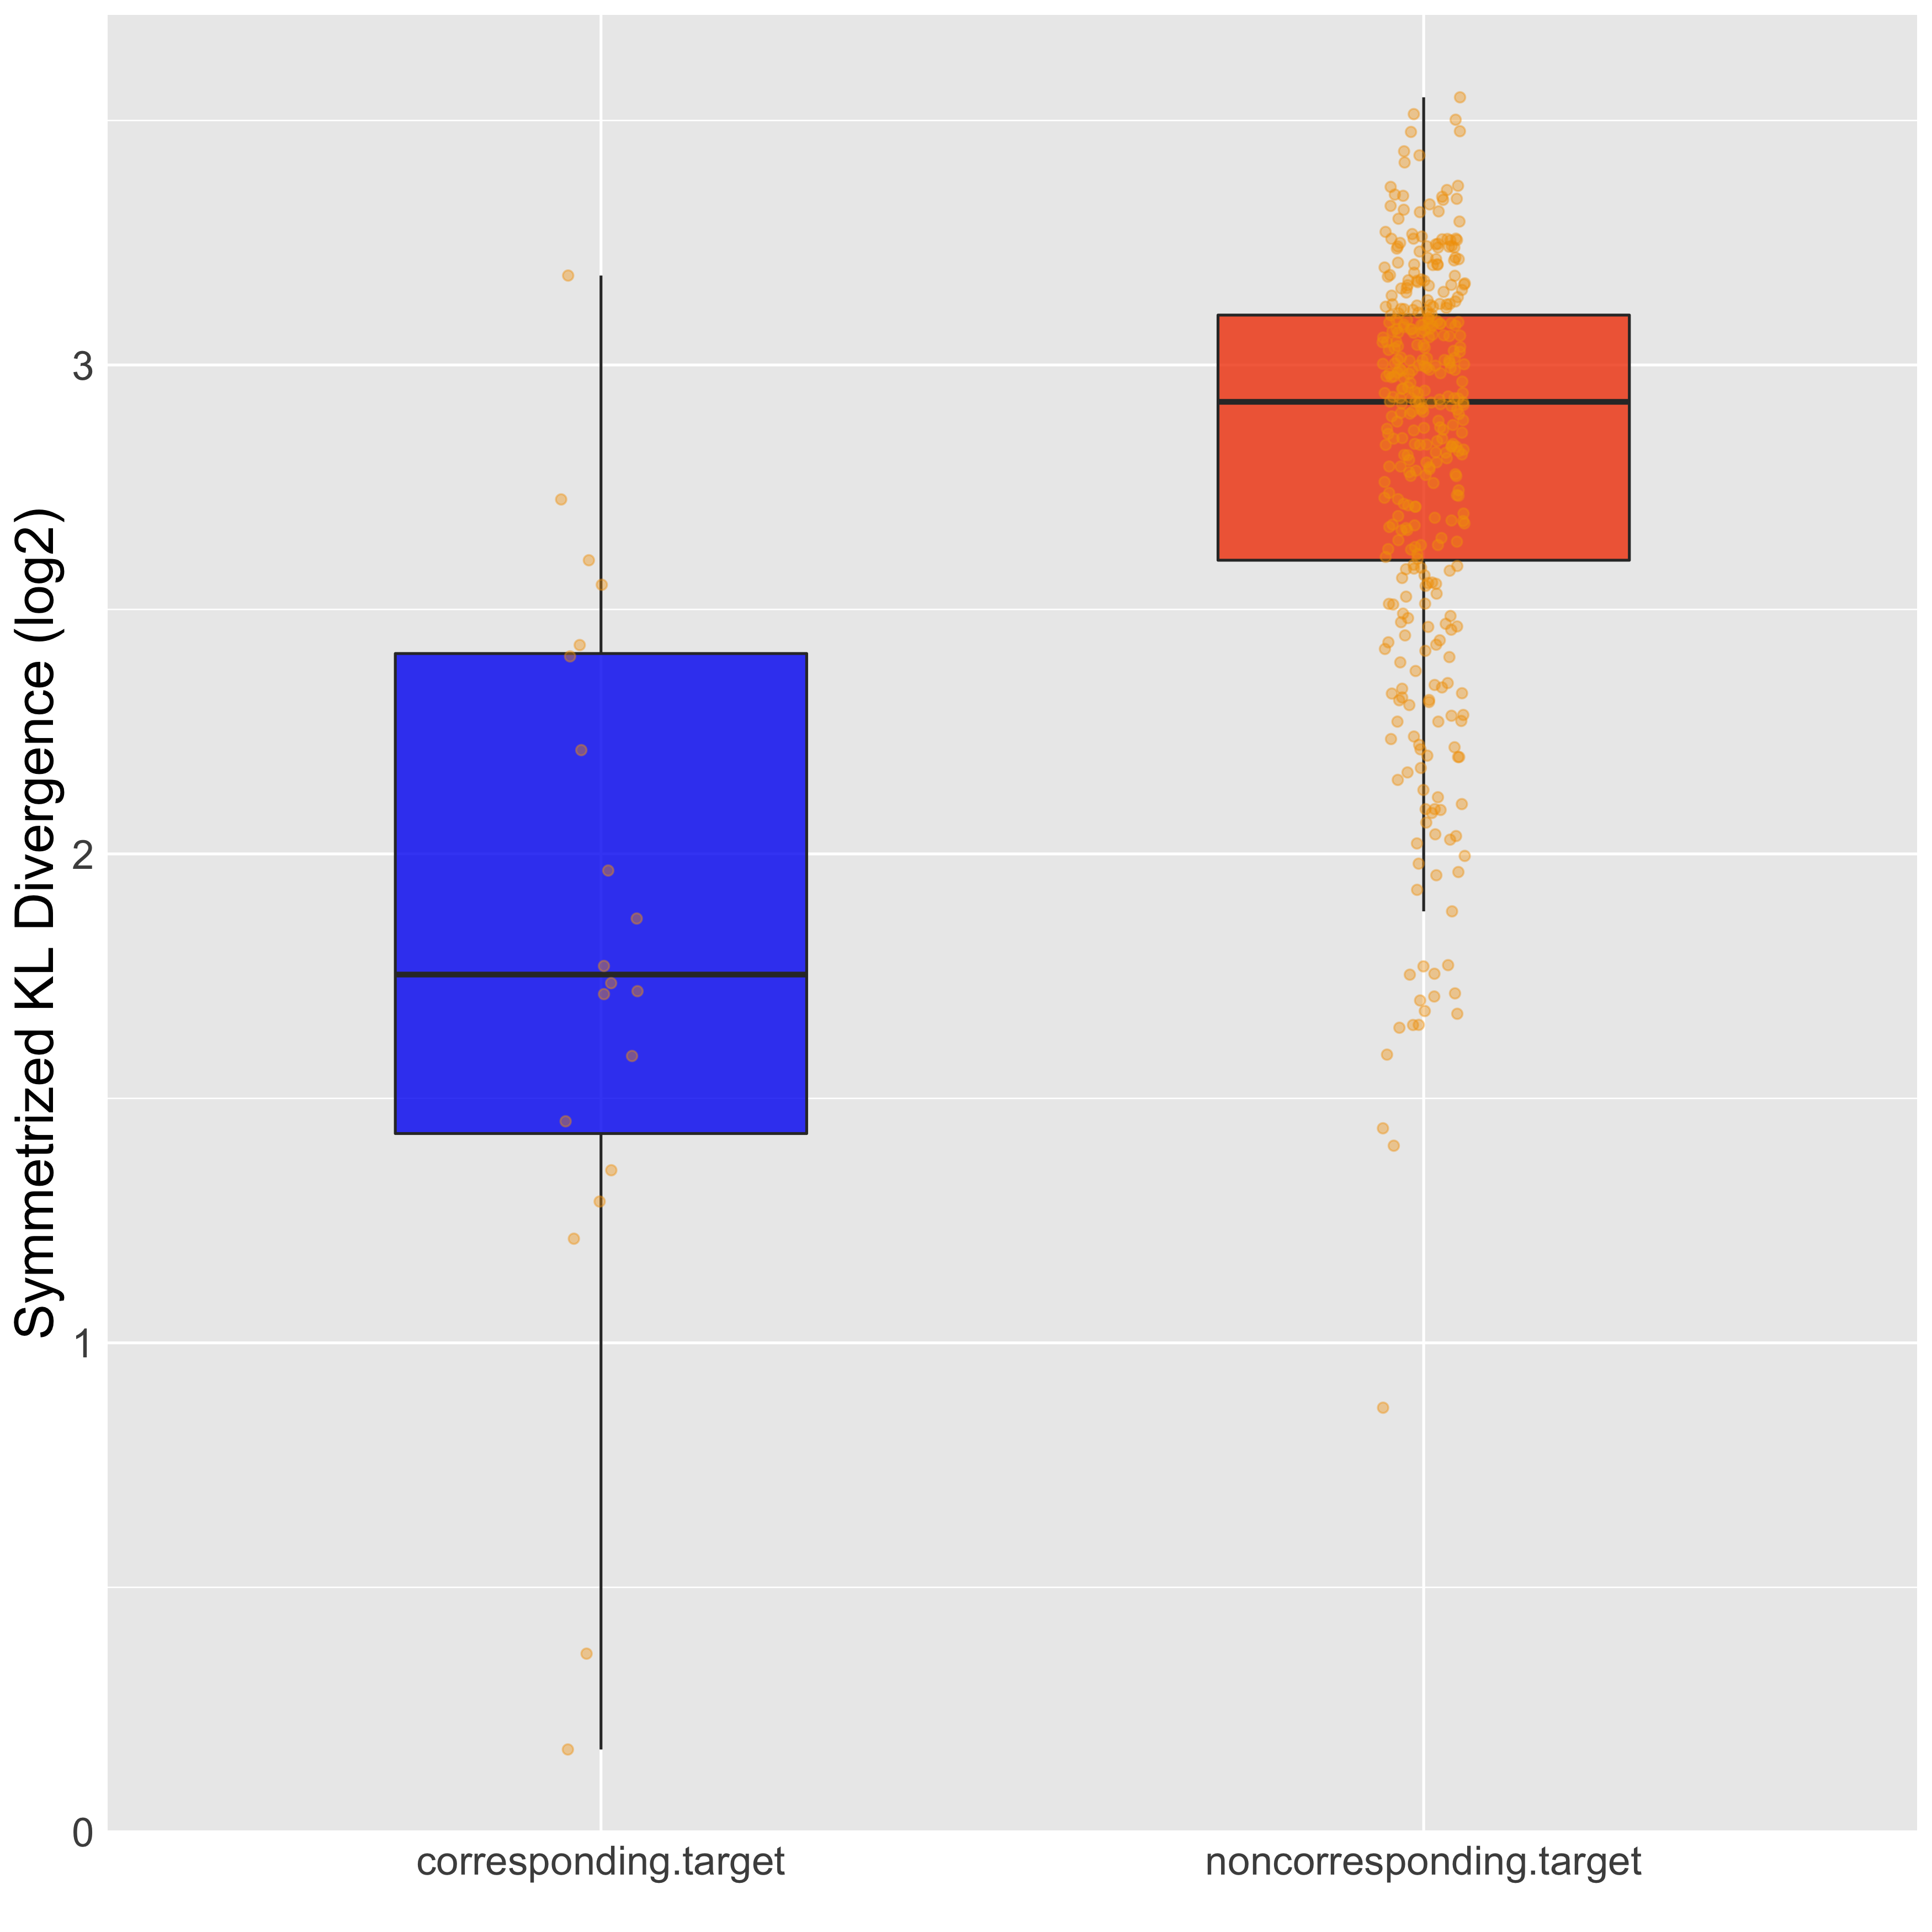 Symmetrized KL Divergence (log2)
3
2
1
0
corresponding.target
noncorresponding.target